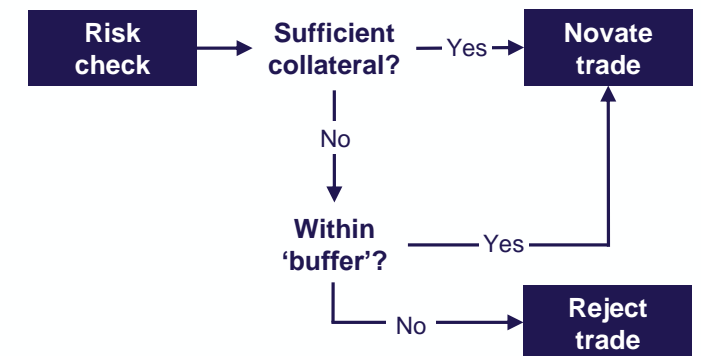 Risk
check
Sufficient
collateral?
Yes
Novate
trade
No
Within
‘buffer’?
Yes
No
Reject
trade